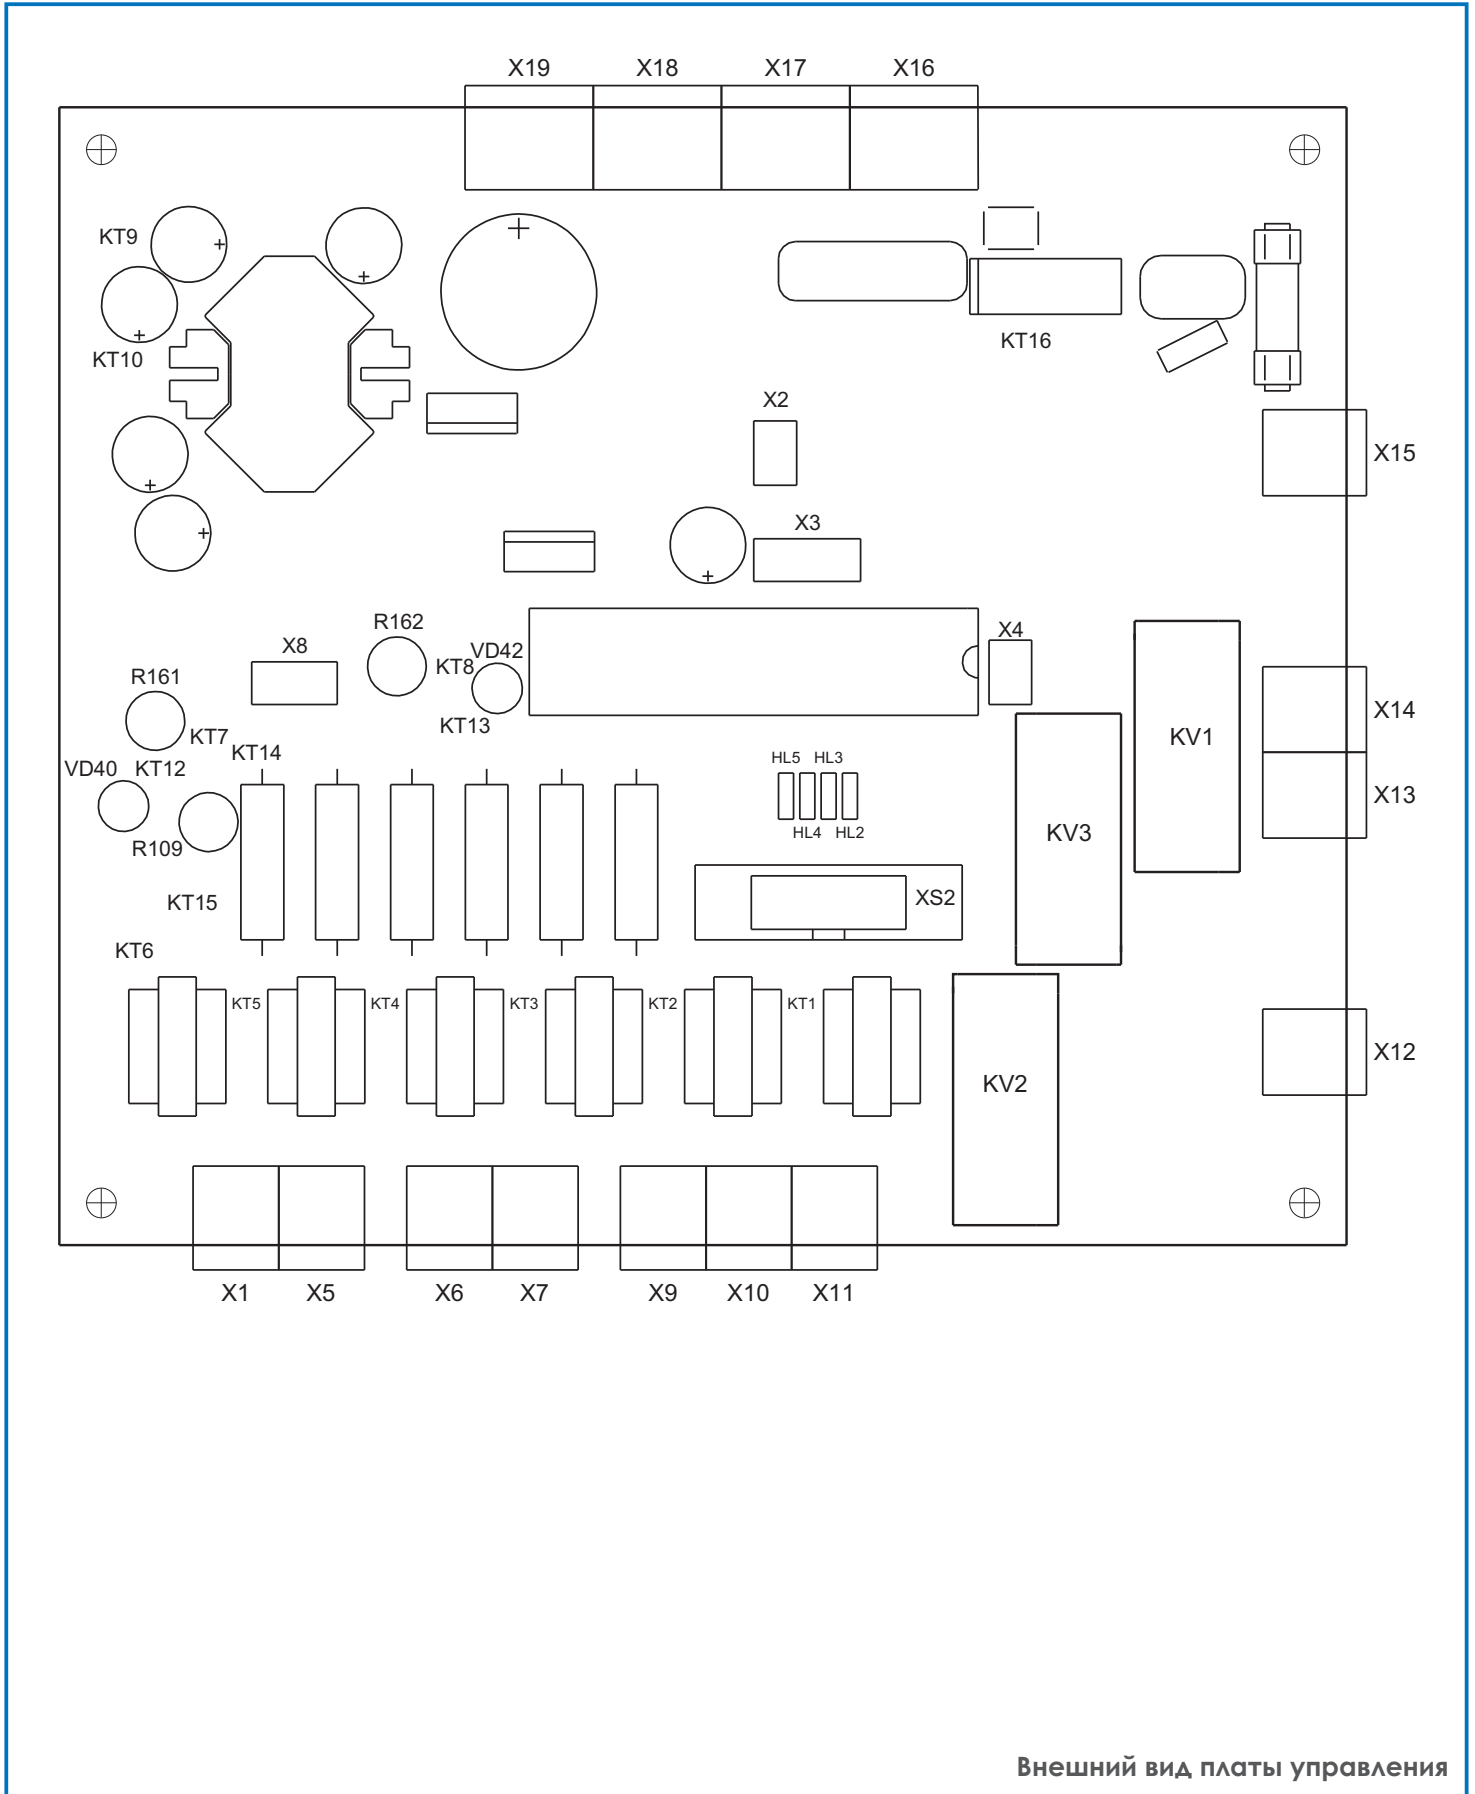 X19 X18 X17 X16
KT9
KT10
KT16
X2
X15
X3
R162
X4
X8
VD42
KT8
R161
X14
KT13
KT7
KV1
KT14
HL5 HL3
VD40 KT12
X13
HL4 HL2
KV3
R109
XS2
KT15
KT6
KT5 KT4 KT3 KT2 KT1
X12
KV2
X1 X5 X6 X7 X9 X10 X11
Внешний вид платы управления